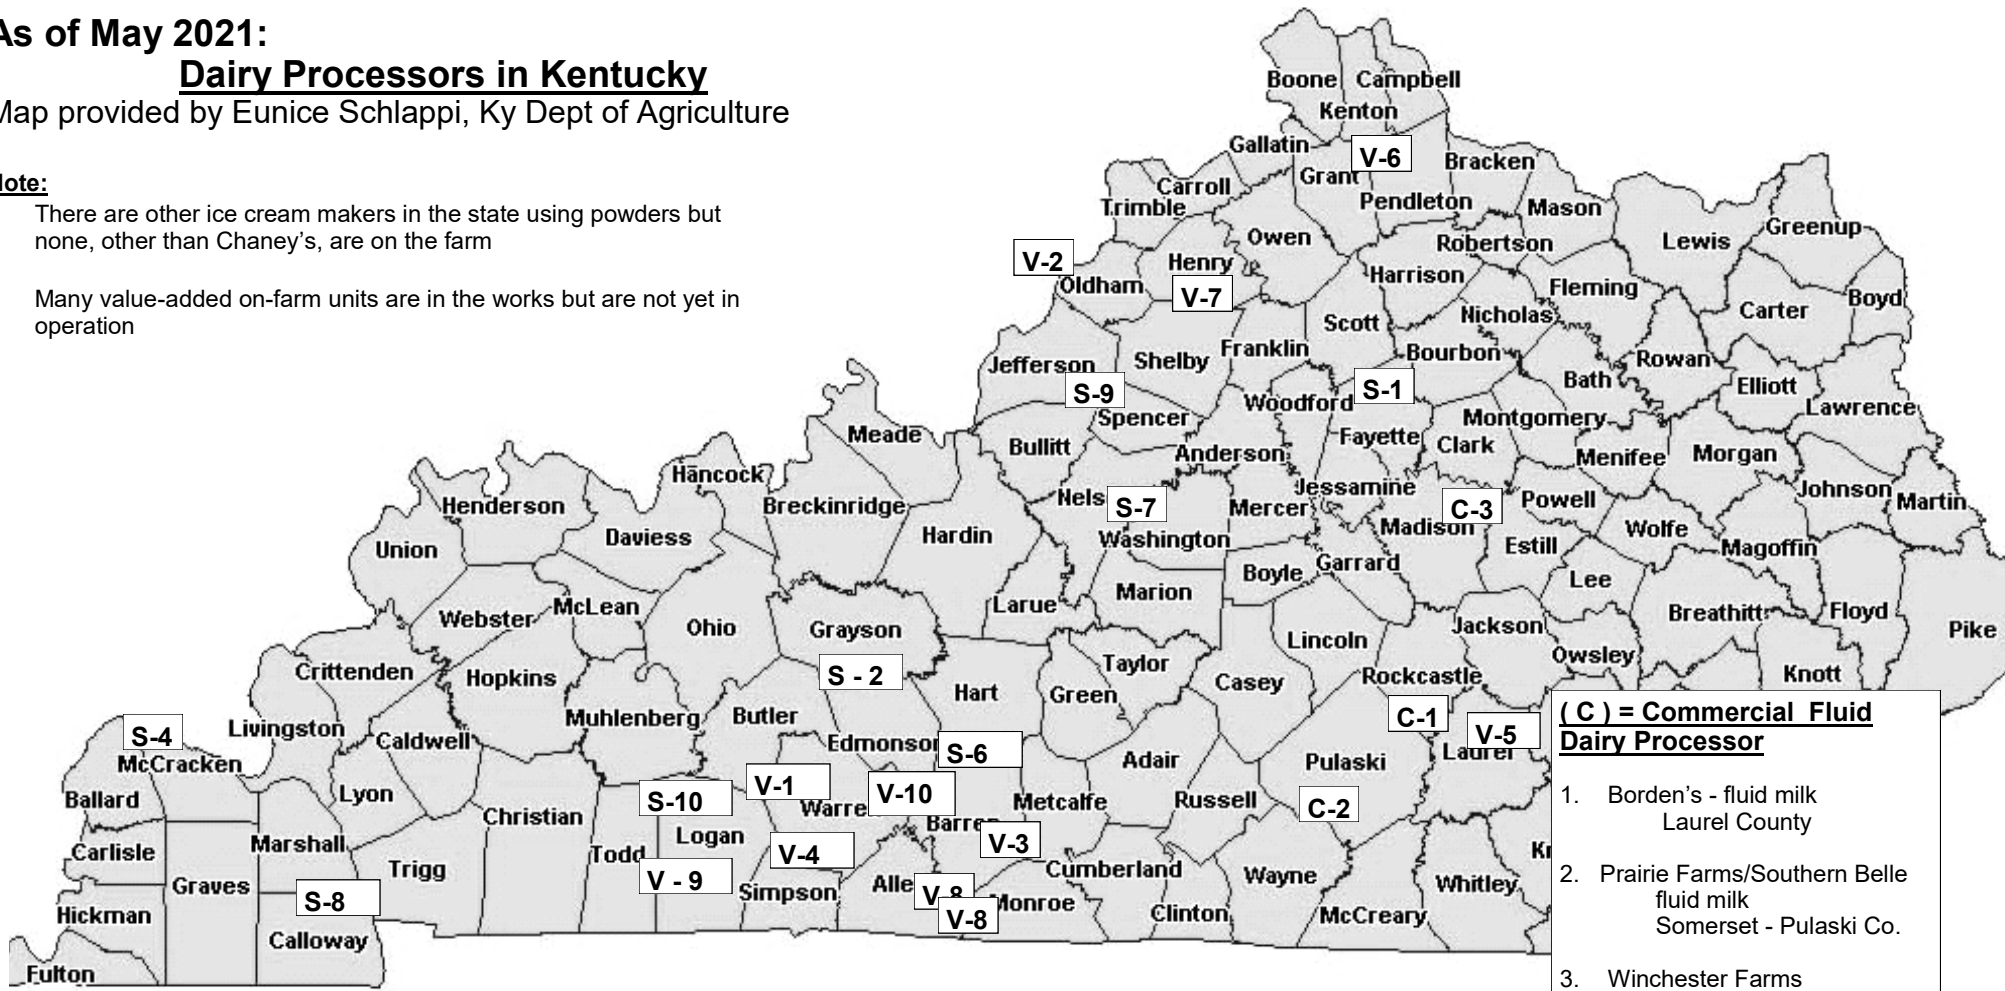 As of May 2021:
Dairy Processors in Kentucky
Map provided by Eunice Schlappi, Ky Dept of Agriculture
Note:
There are other ice cream makers in the state using powders but
none, other than Chaney's, are on the farm
Many value-added on-farm units are in the works but are not yet in
operation
Boone
Campbell
Kenton
Gallatin
V-6
Bracken
Grant
Carroll
Trimble
Pendleton
Mason
Owen
Robertson
Lewis
Greenup
V-2
Henry
Harrison
Oldham
V-7
Fleming
Boyd
Scott
Nicholas
Carter
Jefferson
Shelby
Franklin
Bourbon
Rowan
S-9
S-1
Bath
Elliott
Woodford
Lawrence
Spencer
Montgomery
Meade
Bullitt
Anderson
Fayette
Clark
Menifee
Morgan
Hancock
Breckinridge
Nels
S-7
Mercer
Jessamine
C-3
Powell
Johnson
Martin
Henderson
Daviess
Hardin
Washington
Madison
Estill
Wolfe
Magoffin
Union
Boyle
Garrard
Lee
Webster
McLean
Larue
Marion
Jackson
Breathitt
Floyd
Pike
Ohio
Grayson
Lincoln
Owsley
Crittenden
Hopkins
S - 2
Hart
Taylor
Green
Casey
Rockcastle
Knott
Livingston
Muhlenberg
Butler
C-1
V-5
S-4
McCracken
Caldwell
Edmonson
S-6
Adair
Pulaski
Laurel
Ballard
Lyon
Christian
S-10
V-1
Warre
V-10
Metcalfe
Russell
C-2
Barren
Carlisle
Marshall
Trigg
Todd
Logan
V-4
V-3
Cumberland
Kn
Graves
V - 9
Simpson
Alle
V-8
V-8
Monroe
Wayne
Whitley
Hickman
S-8
Clinton
McCreary
Calloway
Fulton
( C ) = Commercial Fluid
Dairy Processor
1. Borden's - fluid milk
Laurel County
2. Prairie Farms/Southern Belle
fluid milk
Somerset - Pulaski Co.
3. Winchester Farms